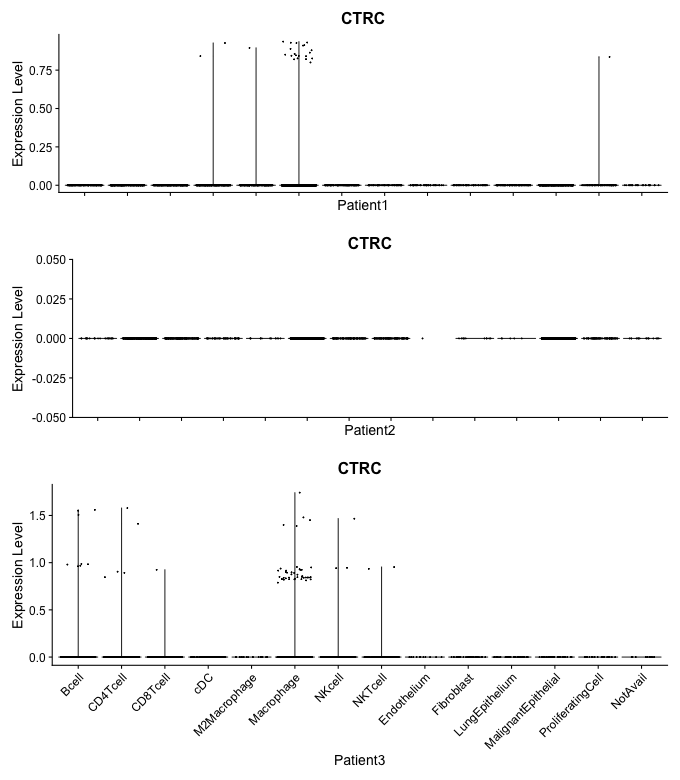 CTRC
Expression Level
0.75
0.50
0.25
0.00
Patient1
CTRC
Expression Level
0.050
0.025
0.000
-0.025
-0.050
Patient2
CTRC
Expression Level
1.5
1.0
0.5
0.0
Bcell
CD4Tcell
CD8Tcell
cDC
M2Macrophage
Macrophage
NKcell
NKTcell
Endothelium
Fibroblast
LungEpithelium
MalignantEpithelial
ProliferatingCell
NotAvail
Patient3